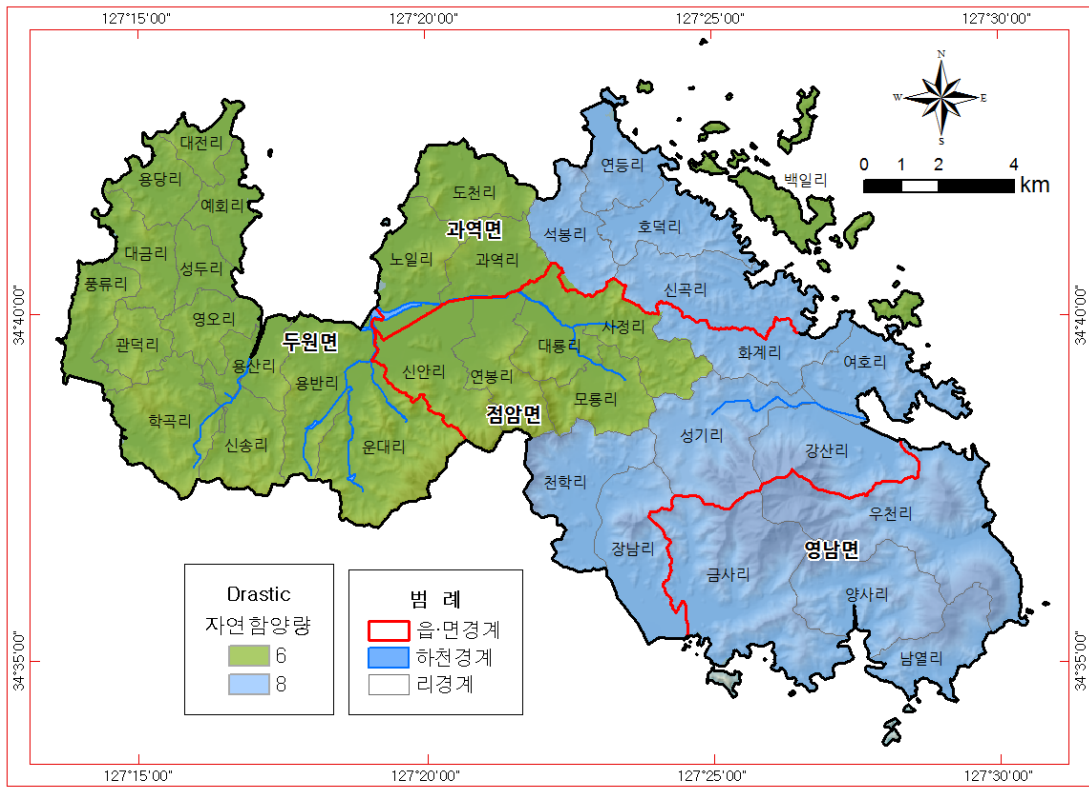 127°15'00"
127°20'00"
127°25'00"
127°30'00"
34°40'00"
34°35'00"
34°40'00"
34°35'00"
N
W
E
S
0 1 2 4
km
대전리
용당리
예회리
대금리
성두리
풍류리
영오리
관덕리
용산리
두원면
용반리
학곡리
신송리
운대리
도천리
과역면
노일리
과역리
연등리
석봉리
호덕리
백일리
신곡리
사정리
대룡리
화계리
여호리
신안리
연봉리
모룡리
점암면
성기리
강산리
천학리
장남리
우천리
금사리
영남면
양사리
남열리
Drastic
자연함양량
6
8
범 례
읍·면경계
하천경계
리경계
127°15'00"
127°20'00"
127°25'00"
127°30'00"